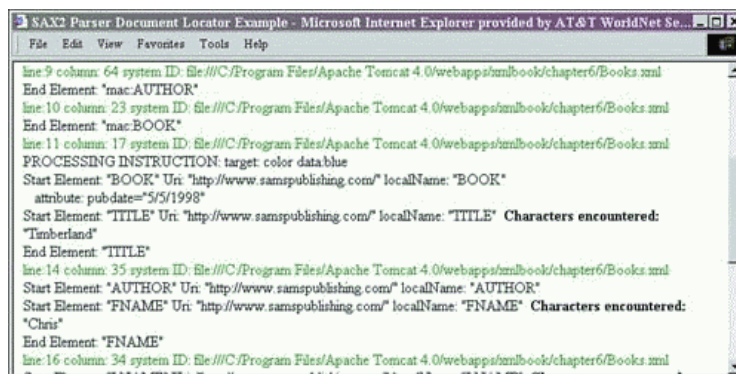 SAX2 Parser Document Locator Example - Microsoft Internet Explorer provided by AT&T WorldNet Se...
File Edit View Favorites Tools Help
line:9 column: 64 system ID: file:///C:/Program Files/Apache Tomcat 4.0/webapps/xmlbook/chapter6/Books.xml
End Element: "mac:AUTHOR"
line:10 column: 23 system ID: file:///C:/Program Files/Apache Tomcat 4.0/webapps/xmlbook/chapter6/Books.xml
End Element: "mac:BOOK"
line:11 column: 17 system ID: file:///C:/Program Files/Apache Tomcat 4.0/webapps/xmlbook/chapter6/Books.xml
PROCESSING INSTRUCTION: target: color data:blue
Start Element: "BOOK" Uri: "http://www.samspublishing.com/" localName: "BOOK"
attribute: pubdate="5/5/1998"
Start Element: "TITLE" Uri: "http://www.samspublishing.com/" localName: "TITLE" Characters encountered:
"Timberland"
End Element: "TITLE"
line:14 column: 35 system ID: file:///C:/Program Files/Apache Tomcat 4.0/webapps/xmlbook/chapter6/Books.xml
Start Element: "AUTHOR" Uri: "http://www.samspublishing.com/" localName: "AUTHOR"
Start Element: "FNAME" Uri: "http://www.samspublishing.com/" localName: "FNAME" Characters encountered:
"Chris"
End Element: "FNAME"
line:16 column: 34 system ID: file:///C:/Program Files/Apache Tomcat 4.0/webapps/xmlbook/chapter6/Books.xml